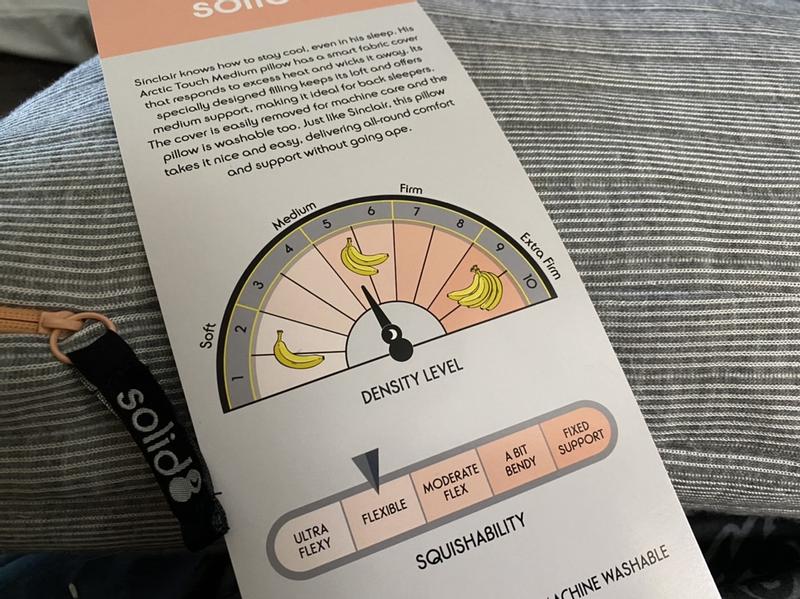 solid8
Sinclair knows how to stay cool, even in his sleep. His
Arctic Touch Medium pillow has a smart fabric cover
that responds to excess heat and wicks it away. Its
specially designed filling keeps its loft and offers
medium support, making it ideal for back sleepers.
The cover is easily removed for machine care and the
pillow is washable too. Just like Sinclair, this pillow
takes it nice and easy, delivering all-round comfort
and support without going ape.
Soft
Medium
Firm
Extra Firm
1
2
3
4
5
6
7
8
9
10
DENSITY LEVEL
ULTRA
FLEXY
FLEXIBLE
MODERATE
FLEX
A BIT
BENDY
FIXED
SUPPORT
SQUISHABILITY
MACHINE WASHABLE
solid8